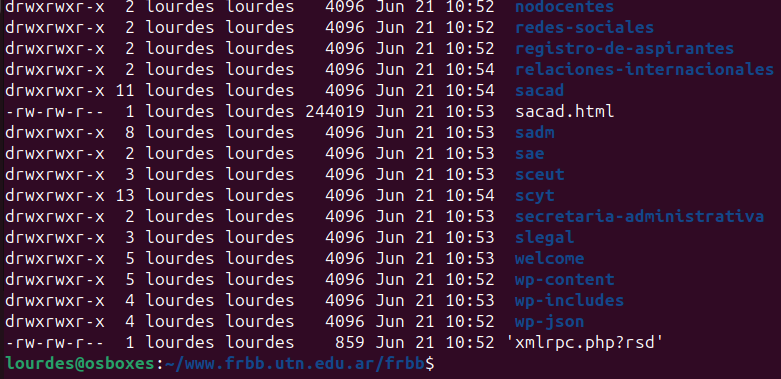 drwxrwxr-x  2 lourdes lourdes   4096 Jun 21 10:52  nodocentes
drwxrwxr-x  2 lourdes lourdes   4096 Jun 21 10:52  redes-sociales
drwxrwxr-x  2 lourdes lourdes   4096 Jun 21 10:52  registro-de-aspirantes
drwxrwxr-x  2 lourdes lourdes   4096 Jun 21 10:54  relaciones-internacionales
drwxrwxr-x 11 lourdes lourdes   4096 Jun 21 10:54  sacad
-rw-rw-r--  1 lourdes lourdes 244019 Jun 21 10:53  sacad.html
drwxrwxr-x  8 lourdes lourdes   4096 Jun 21 10:53  sadm
drwxrwxr-x  2 lourdes lourdes   4096 Jun 21 10:53  sae
drwxrwxr-x  3 lourdes lourdes   4096 Jun 21 10:53  sceut
drwxrwxr-x 13 lourdes lourdes   4096 Jun 21 10:54  scyt
drwxrwxr-x  2 lourdes lourdes   4096 Jun 21 10:53  secretaria-administrativa
drwxrwxr-x  3 lourdes lourdes   4096 Jun 21 10:53  slegal
drwxrwxr-x  5 lourdes lourdes   4096 Jun 21 10:53  welcome
drwxrwxr-x  5 lourdes lourdes   4096 Jun 21 10:52  wp-content
drwxrwxr-x  4 lourdes lourdes   4096 Jun 21 10:53  wp-includes
drwxrwxr-x  4 lourdes lourdes   4096 Jun 21 10:52  wp-json
-rw-rw-r--  1 lourdes lourdes    859 Jun 21 10:52 'xmlrpc.php?rsd'
lourdes@osboxes:~/www.frbb.utn.edu.ar/frbb$